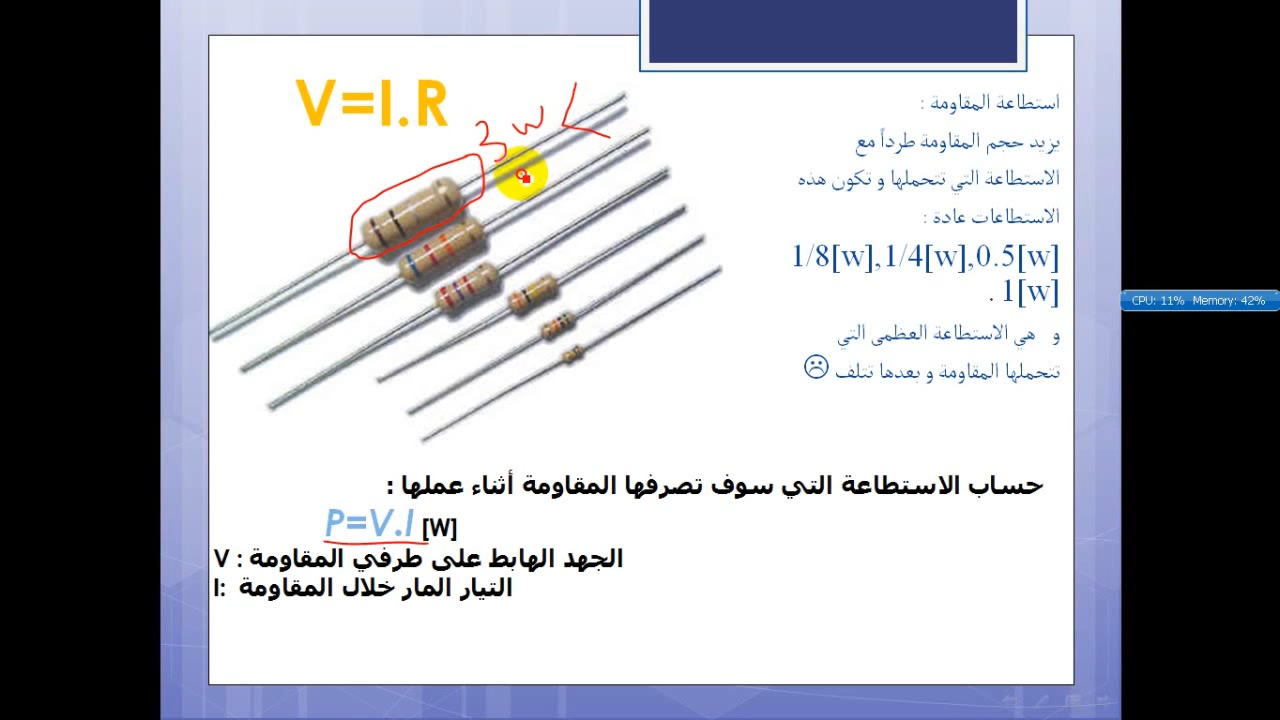 V=I.R
3 w
استطاعة المقاومة :
يزيد حجم المقاومة طرداً مع
الاستطاعة التي تتحملها و تكون هذه
الاستطاعات عادة :
1/8[w],1/4[w],0.5[w]
. 1[w]
و هي الاستطاعة العظمى التي
تتحملها المقاومة و بعدها تتلف ☹
CPU: 11% Memory: 42%
حساب الاستطاعة التي سوف تصرفها المقاومة أثناء عملها :
P=V.I [W]
الجهد الهابط على طرفي المقاومة : V
التيار المار خلال المقاومة :I